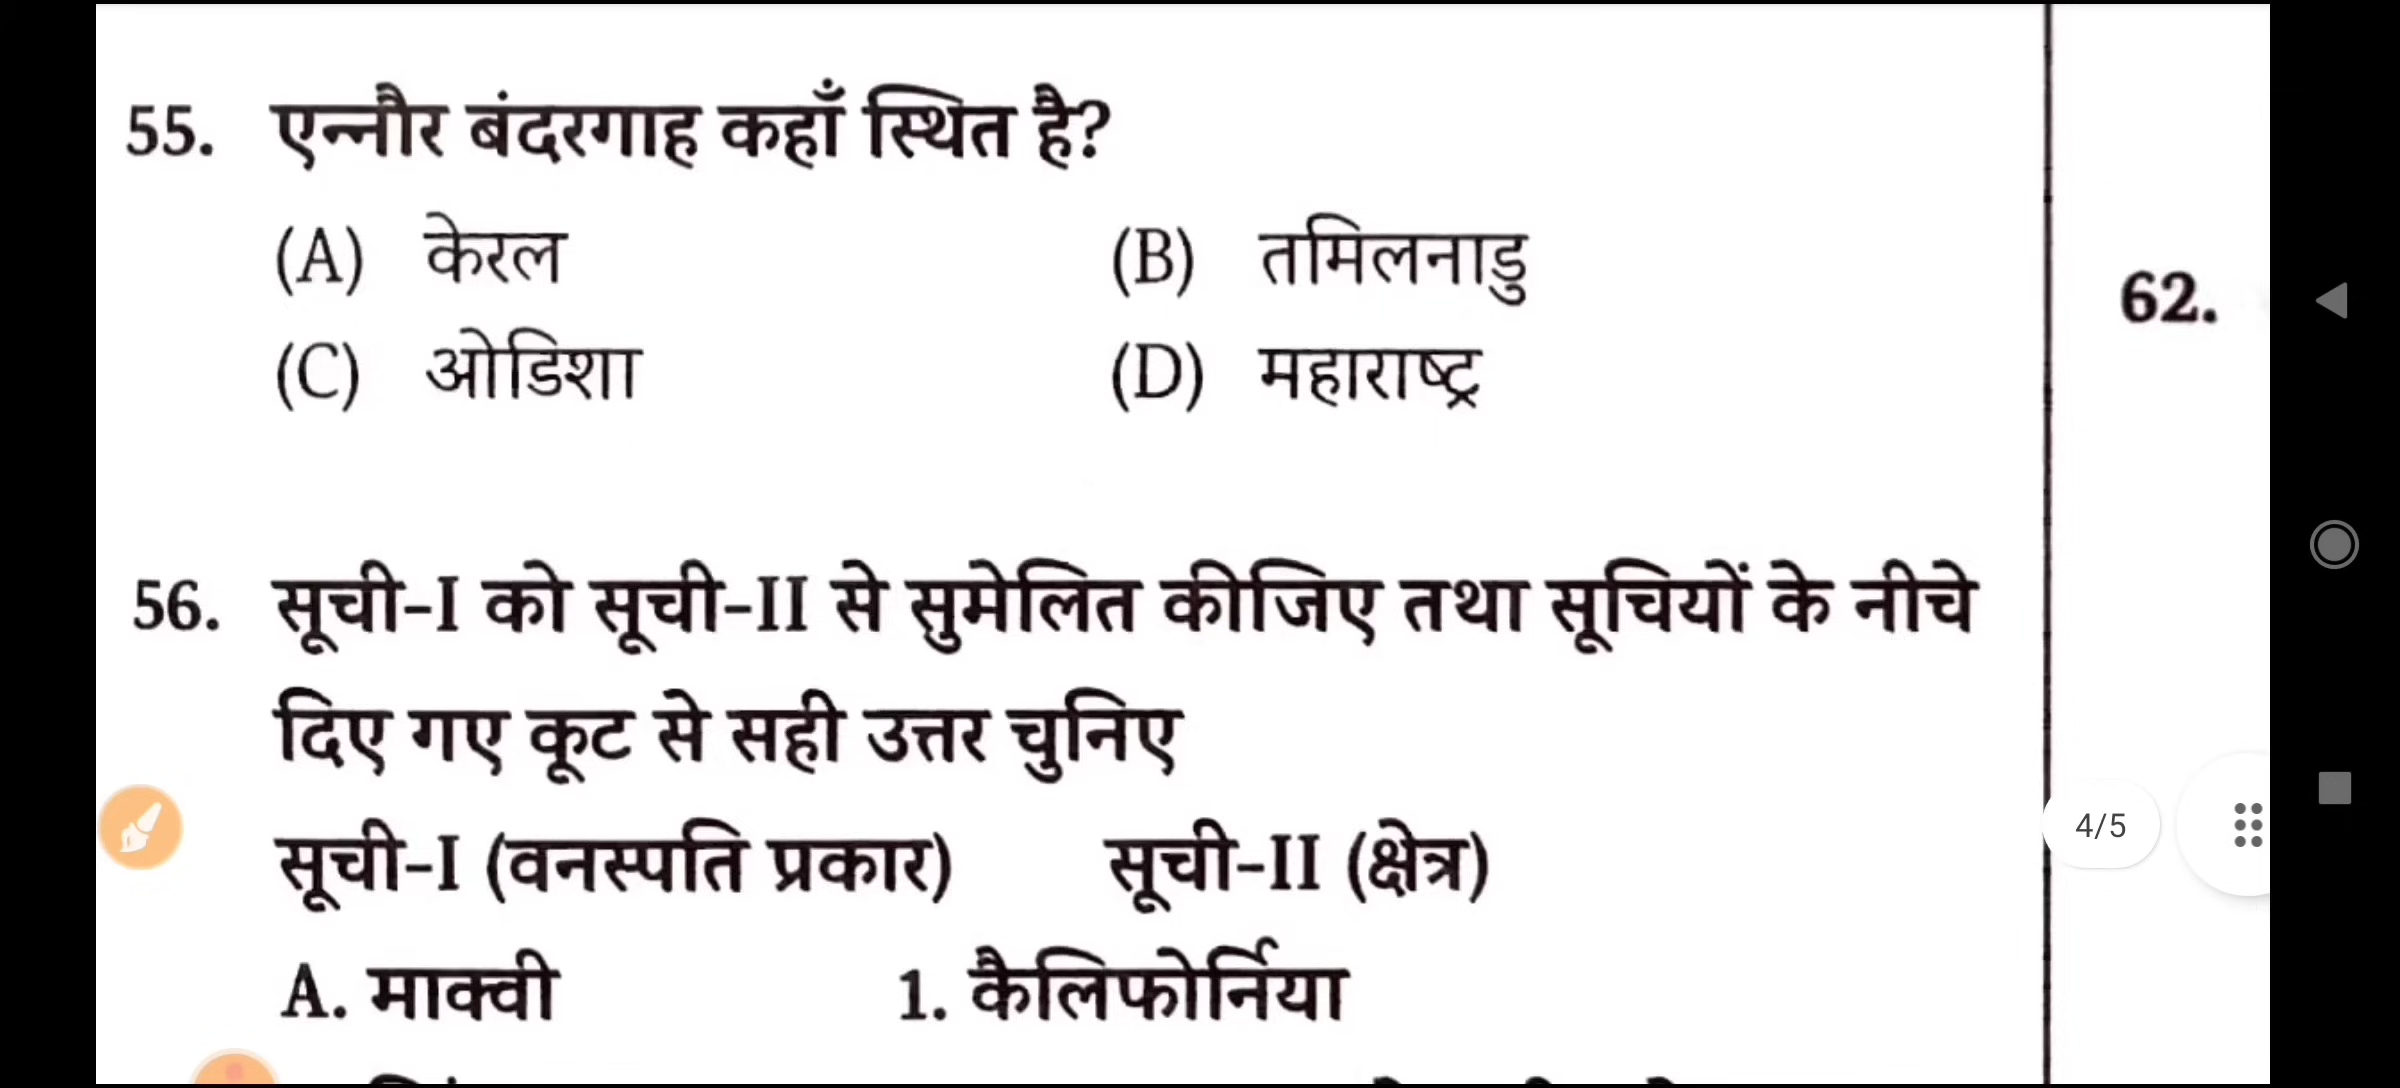 55. एन्नौर बंदरगाह कहाँ स्थित है?
(A) केरल (B) तमिलनाडु
(C) ओडिशा (D) महाराष्ट्र
62.
56. सूची-I को सूची-II से सुमेलित कीजिए तथा सूचियों के नीचे
दिए गए कूट से सही उत्तर चुनिए
सूची-I (वनस्पति प्रकार) सूची-II (क्षेत्र)
4/5
A. माक्वी 1. कैलिफोर्निया